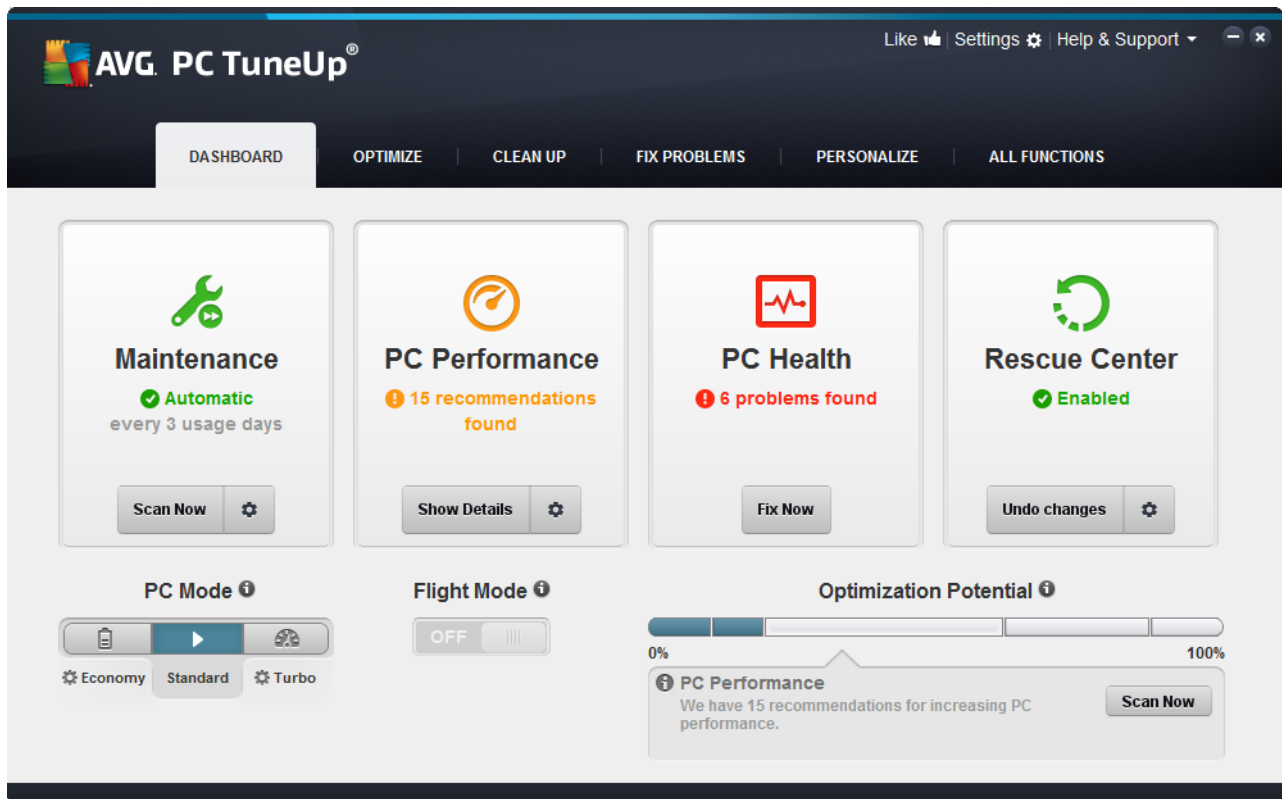 Like | Settings | Help & Support
AVG. PC TuneUp®
DASHBOARD
OPTIMIZE
CLEAN UP
FIX PROBLEMS
PERSONALIZE
ALL FUNCTIONS
Maintenance
Automatic
every 3 usage days
Scan Now
PC Performance
15 recommendations
found
Show Details
PC Health
6 problems found
Fix Now
Rescue Center
Enabled
Undo changes
PC Mode
Economy
Standard
Turbo
Flight Mode
OFF
Optimization Potential
0%
100%
PC Performance
We have 15 recommendations for increasing PC
performance.
Scan Now